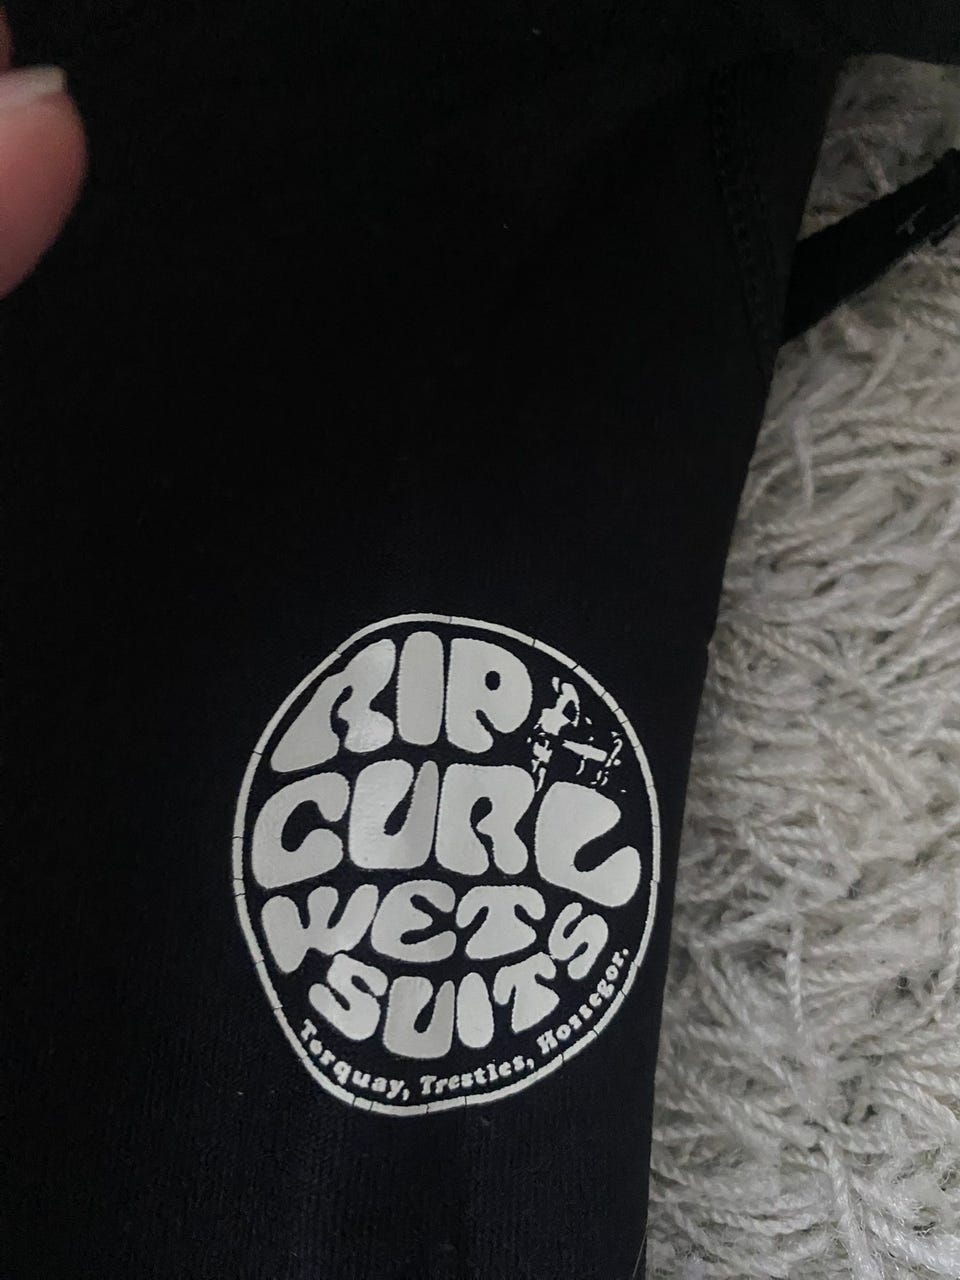 RIP
CURL
WETS
SUITS
Torquay, Trestles, Hossegor.